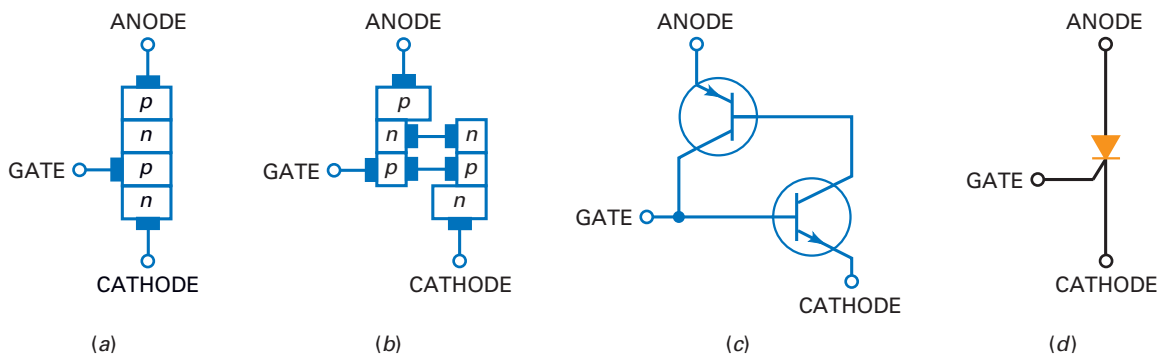 ANODE
p
n
GATE
p
n
CATHODE
(a)
ANODE
p
n
n
GATE
p
p
n
CATHODE
(b)
ANODE
GATE
CATHODE
(c)
ANODE
GATE
CATHODE
(d)